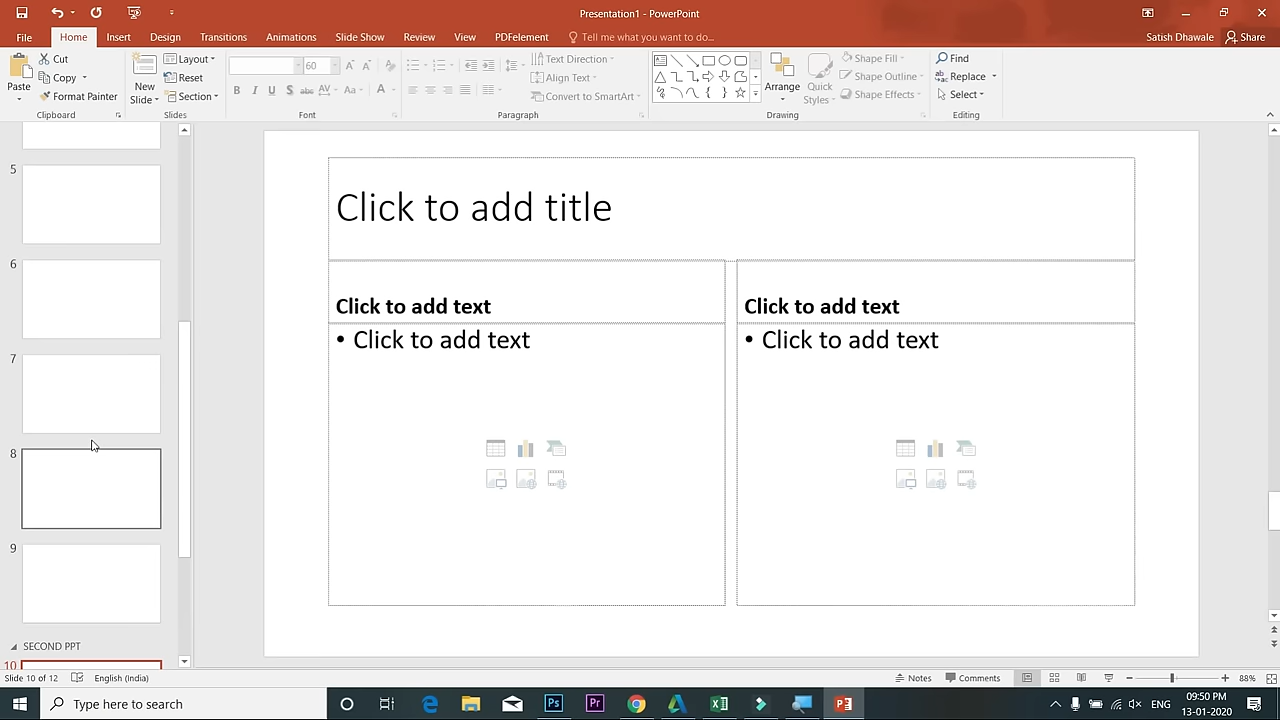 Presentation1 - PowerPoint
File Home Insert Design Transitions Animations Slide Show Review View PDFelement Tell me what you want to do... Satish Dhawale Share
Paste Cut Copy Format Painter Clipboard
New Slide Layout Reset Section Slides
60 B I U S abc AV Aa A Font
Text Direction Align Text Convert to SmartArt Paragraph
Arrange Quick Styles Shape Fill Shape Outline Shape Effects Drawing
Find Replace Select Editing
5
6
7
8
9
SECOND PPT
10
Click to add title
Click to add text
• Click to add text
Click to add text
• Click to add text
Slide 10 of 12 English (India) Notes Comments 88%
Type here to search
ENG
09:50 PM
13-01-2020